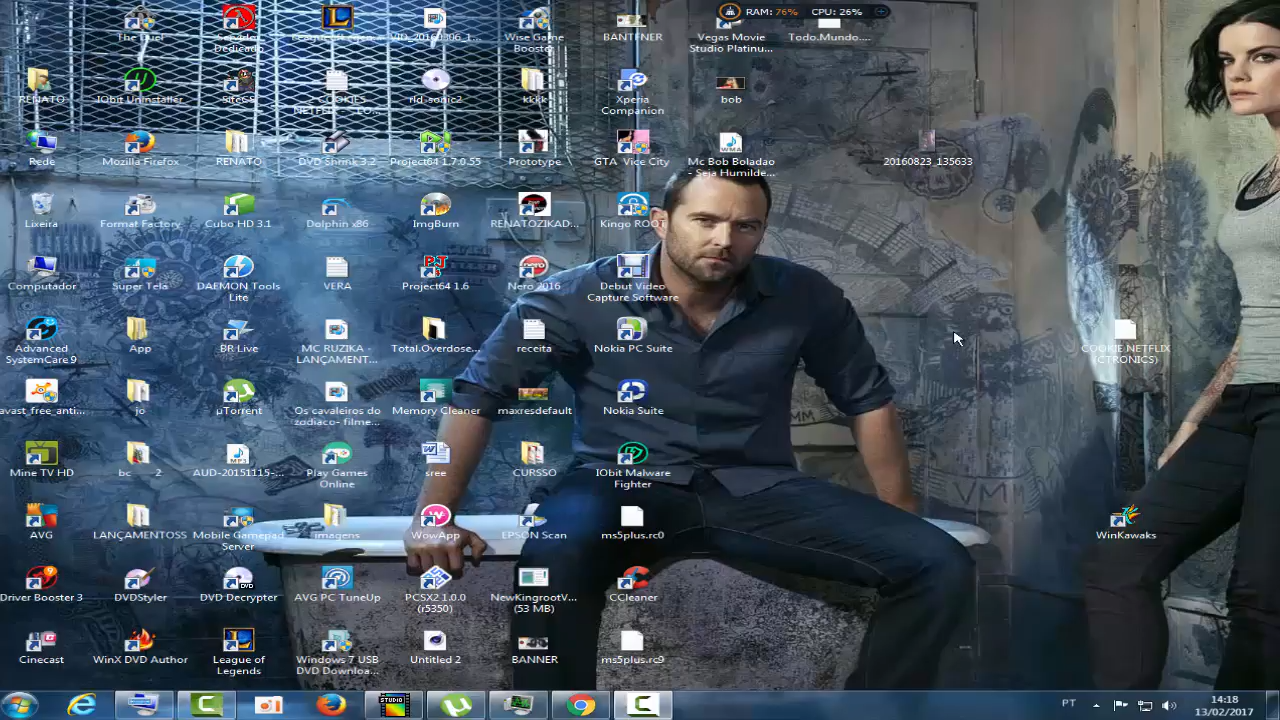 RAM: 76% CPU: 26%
The Duel
Servidor
Dedicado
Wise Game
Booster
BANTFNER
Vegas Movie
Studio Platinu...
Todo.Mundo....
RENATO
IObit Uninstaller
rld-sonic2
kkkk
Xperia
Companion
bob
Rede
Mozilla Firefox
RENATO
DVD Shrink 3.2
Project64 1.7.0.55
Prototype
GTA Vice City
Mc Bob Boladao
- Seja Humilde...
20160823_135633
Lixeira
Format Factory
Cubo HD 3.1
Dolphin x86
ImgBurn
RENATOZIKAD...
Kingo ROOT
Computador
Super Tela
DAEMON Tools
Lite
VERA
Project64 1.6
Nero 2016
Debut Video
Capture Software
Advanced
SystemCare 9
App
BR Live
MC RUZIKA -
LANÇAMENT...
Total.Overdose...
receita
Nokia PC Suite
COOKIE NETFLIX
(CTRONICS)
avast_free_anti...
jo
µTorrent
Os cavaleiros do
zodiaco- filme...
Memory Cleaner
maxresdefault
Nokia Suite
Mine TV HD
bc 2
AUD-20151115-...
Play Games
Online
sree
CURSSO
IObit Malware
Fighter
AVG
LANÇAMENTOSS
Mobile Gamepad
Server
imagens
WowApp
EPSON Scan
ms5plus.rc0
WinKawaks
Driver Booster 3
DVDStyler
DVD Decrypter
AVG PC TuneUp
PCSX2 1.0.0
(r5350)
NewKingrootV...
(53 MB)
CCleaner
Cinecast
WinX DVD Author
League of
Legends
Windows 7 USB
DVD Downloa...
Untitled 2
BANNER
ms5plus.rc9
STUDIO
PT
14:18
13/02/2017